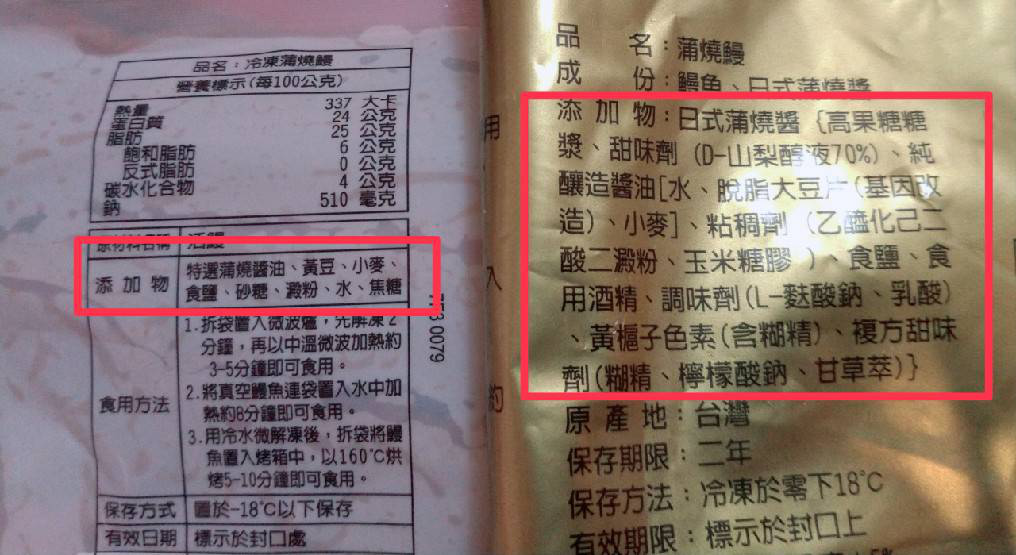 品名：冷凍蒲燒鰻
營養標示(每100公克)
熱量 337 大卡
蛋白質 24 公克
脂肪 25 公克
飽和脂肪 6 公克
反式脂肪 0 公克
碳水化合物 4 公克
鈉 510 毫克
原材料名稱 活鰻
添加物
特選蒲燒醬油、黃豆、小麥、
食鹽、砂糖、澱粉、水、焦糖
食用方法
1.拆袋置入微波爐，先解凍2
分鐘，再以中溫微波加熱約
3-5分鐘即可食用。
2.將真空鰻魚連袋置入水中加
熱約8分鐘即可食用。
3.用冷水微解凍後，拆袋將鰻
魚置入烤箱中，以160℃烘
烤5-10分鐘即可食用。
保存方式 置於-18℃以下保存
有效日期 標示於封口處
用
入
約
品名：蒲燒鰻
成份：鰻魚、日式蒲燒醬
添加物：日式蒲燒醬{高果糖糖
漿、甜味劑(D-山梨醇液70%)、純
釀造醬油[水、脫脂大豆片(基因改
造)、小麥]、粘稠劑(乙醯化己二
酸二澱粉、玉米糖膠)、食鹽、食
用酒精、調味劑(L-麩酸鈉、乳酸)
、黃梔子色素(含糊精)、複方甜味
劑(糊精、檸檬酸鈉、甘草萃)}
原產地：台灣
保存期限：二年
保存方法：冷凍於零下18℃
有效期限：標示於封口上